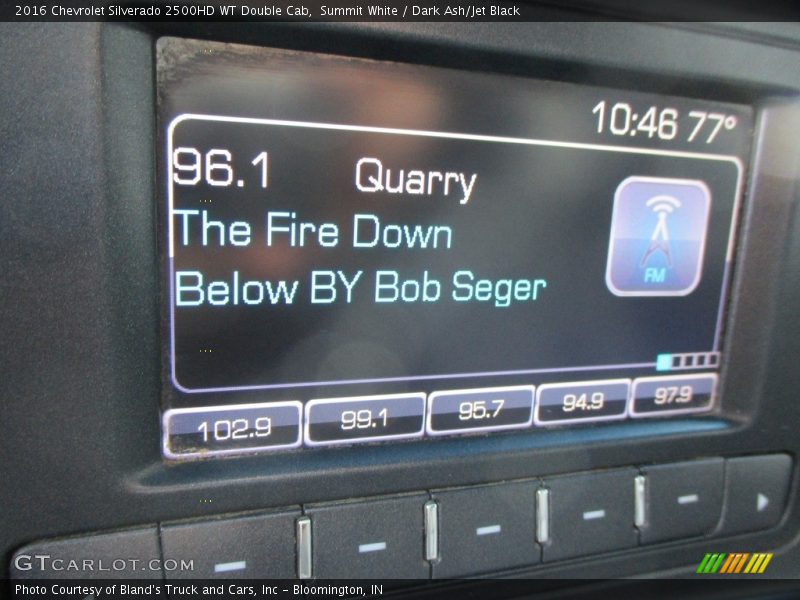 2016 Chevrolet Silverado 2500HD WT Double Cab, Summit White / Dark Ash/Jet Black
10:46 77°
96.1 Quarry
The Fire Down
Below BY Bob Seger
FM
102.9 99.1 95.7 94.9 97.9
GTCARLOT.COM
Photo Courtesy of Bland's Truck and Cars, Inc - Bloomington, IN